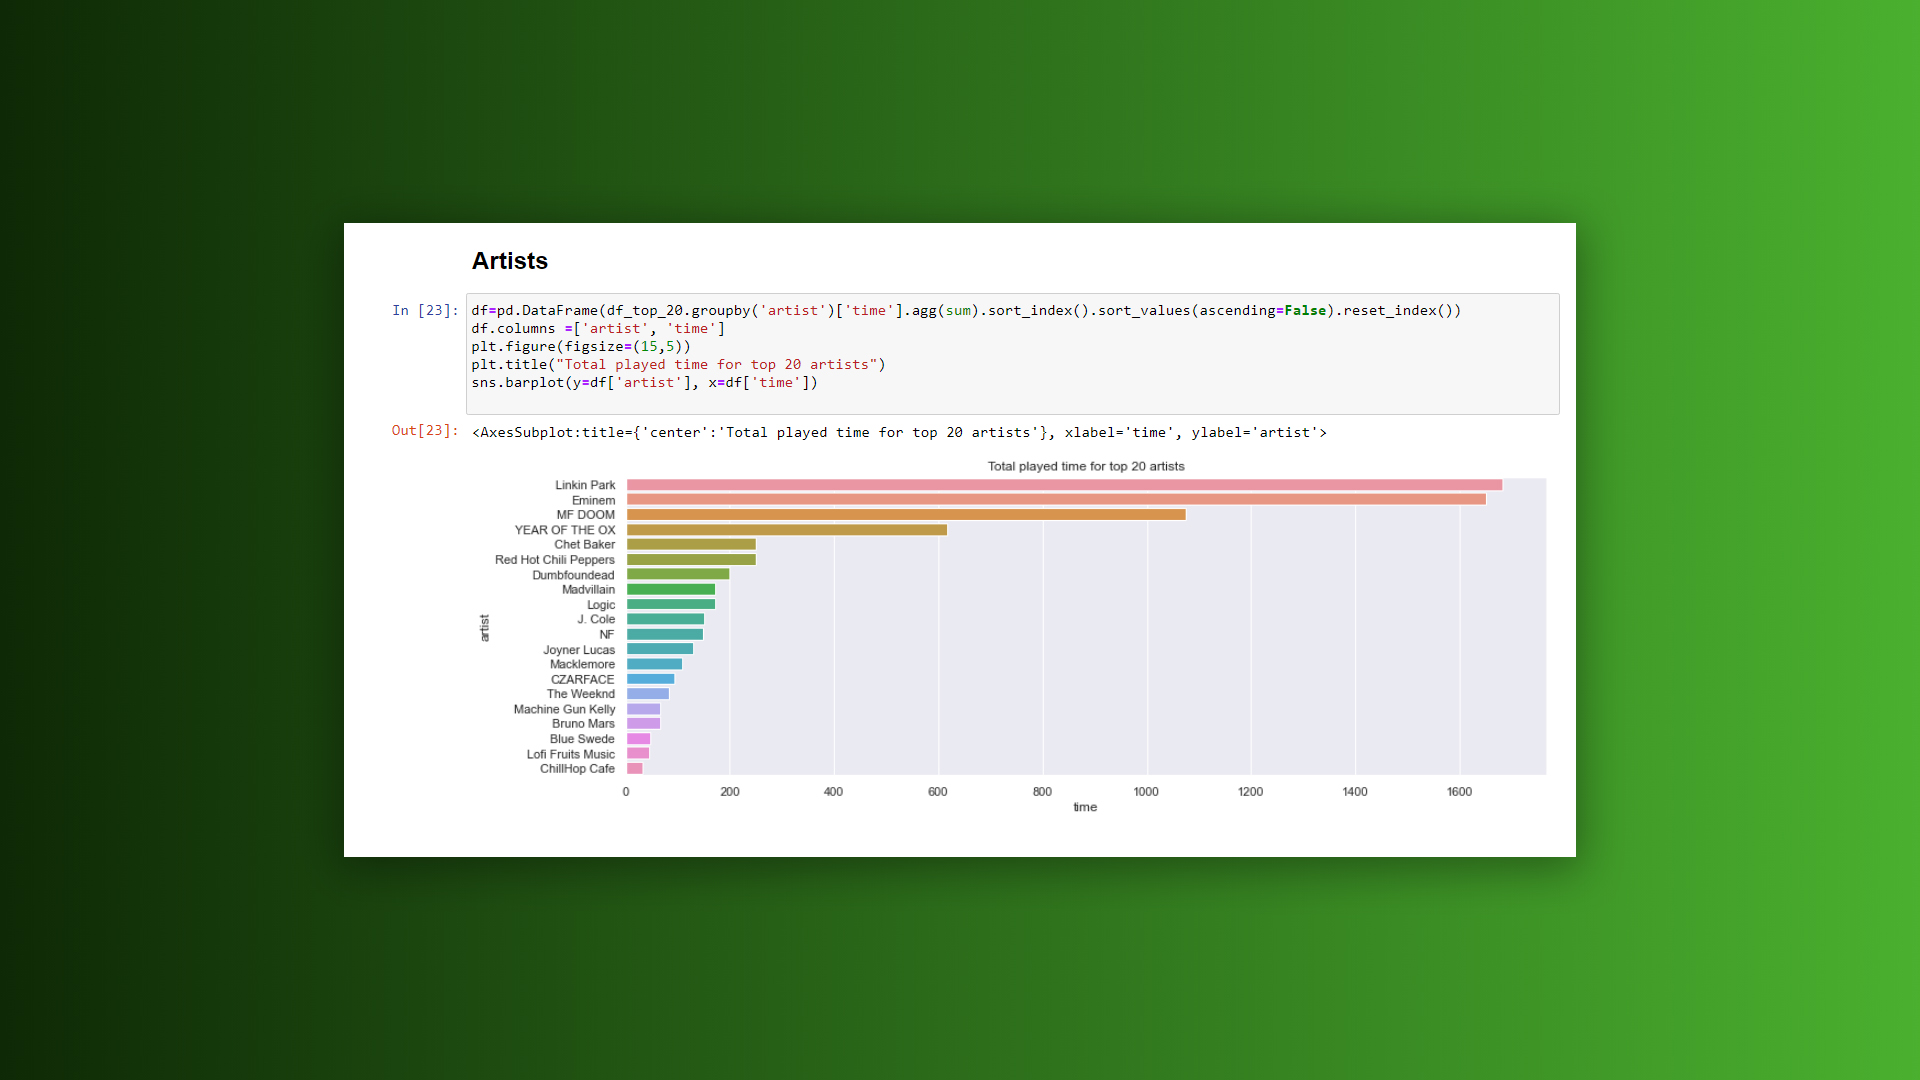 Artists
In [23]:
df=pd.DataFrame(df_top_20.groupby('artist')['time'].agg(sum).sort_index().sort_values(ascending=False).reset_index())
df.columns =['artist', 'time']
plt.figure(figsize=(15,5))
plt.title("Total played time for top 20 artists")
sns.barplot(y=df['artist'], x=df['time'])
Out[23]:
<AxesSubplot:title={'center':'Total played time for top 20 artists'}, xlabel='time', ylabel='artist'>
Total played time for top 20 artists
Linkin Park
Eminem
MF DOOM
YEAR OF THE OX
Chet Baker
Red Hot Chili Peppers
Dumbfoundead
Madvillain
Logic
J. Cole
NF
Joyner Lucas
Macklemore
CZARFACE
The Weeknd
Machine Gun Kelly
Bruno Mars
Blue Swede
Lofi Fruits Music
ChillHop Cafe
artist
0 200 400 600 800 1000 1200 1400 1600
time